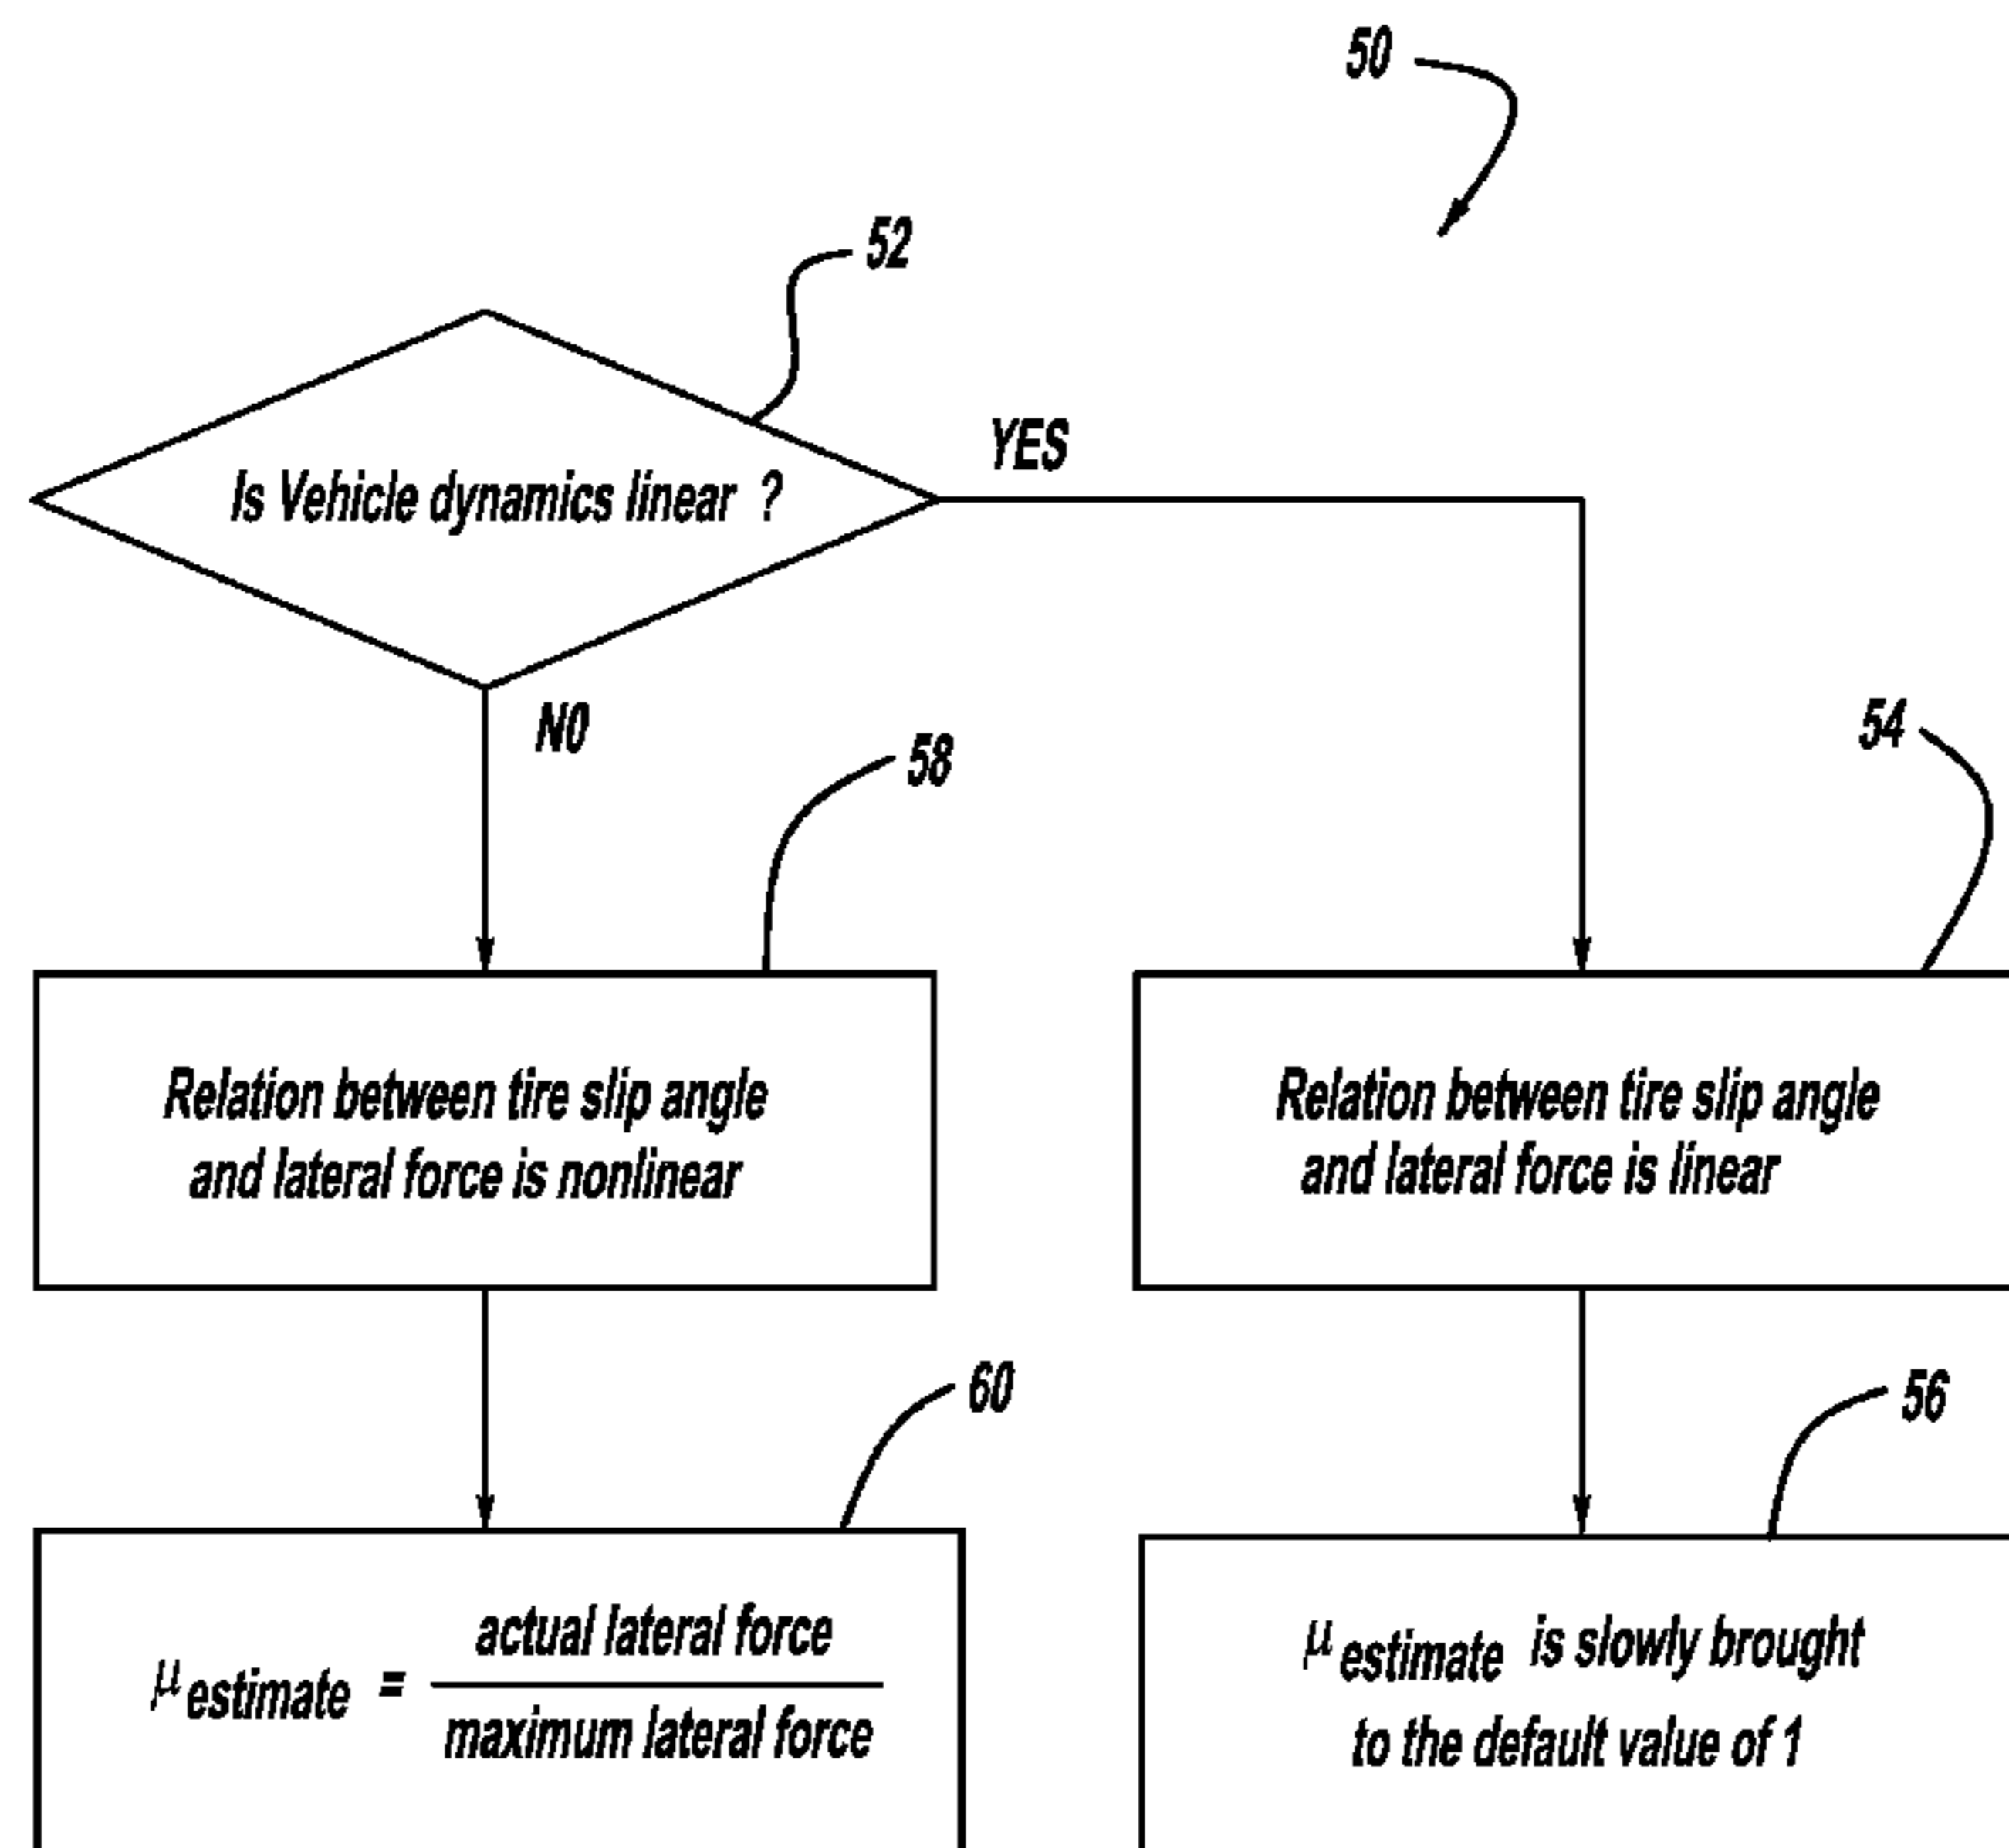 50
52
Is Vehicle dynamics linear ?
YES
NO
58
54
Relation between tire slip angle
and lateral force is nonlinear
Relation between tire slip angle
and lateral force is linear
60
56
μ estimate = actual lateral force
maximum lateral force
μ estimate is slowly brought
to the default value of 1